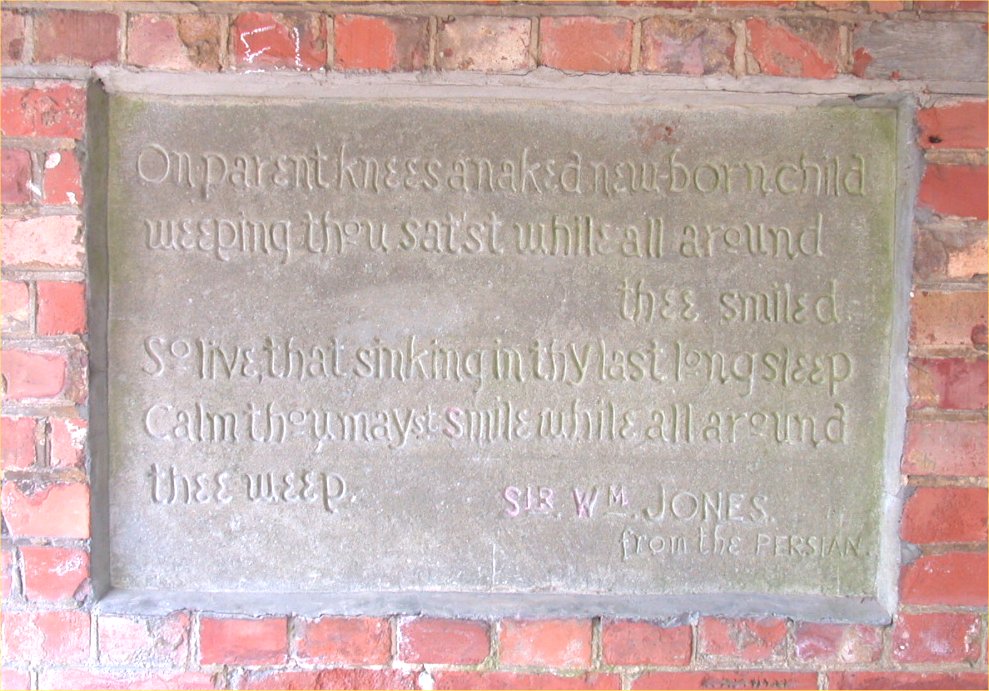 On parent knees a naked new-born child
weeping thou sat'st while all around
thee smiled.
So live, that sinking in thy last long sleep
Calm thou mayst smile while all around
thee weep.
SIR. WM. JONES.
from the PERSIAN.